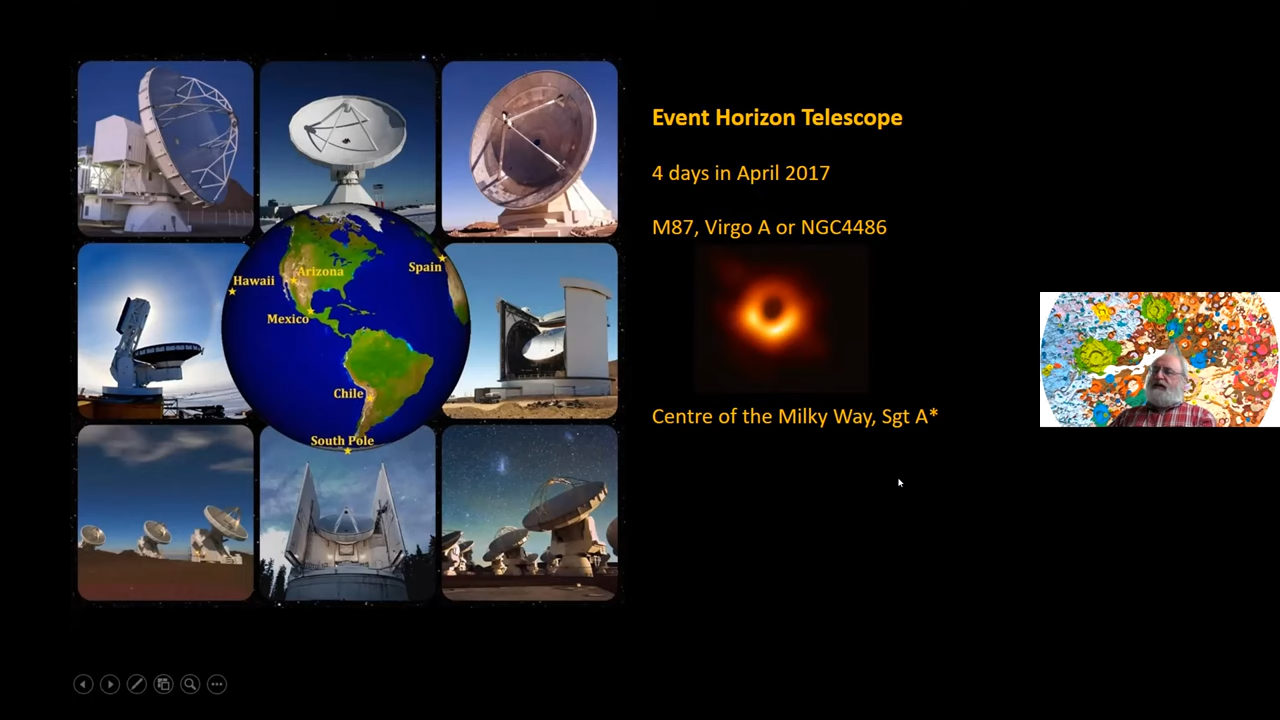 Event Horizon Telescope
4 days in April 2017
M87, Virgo A or NGC4486
Centre of the Milky Way, Sgt A*
Arizona
Spain
Hawaii
Mexico
Chile
South Pole